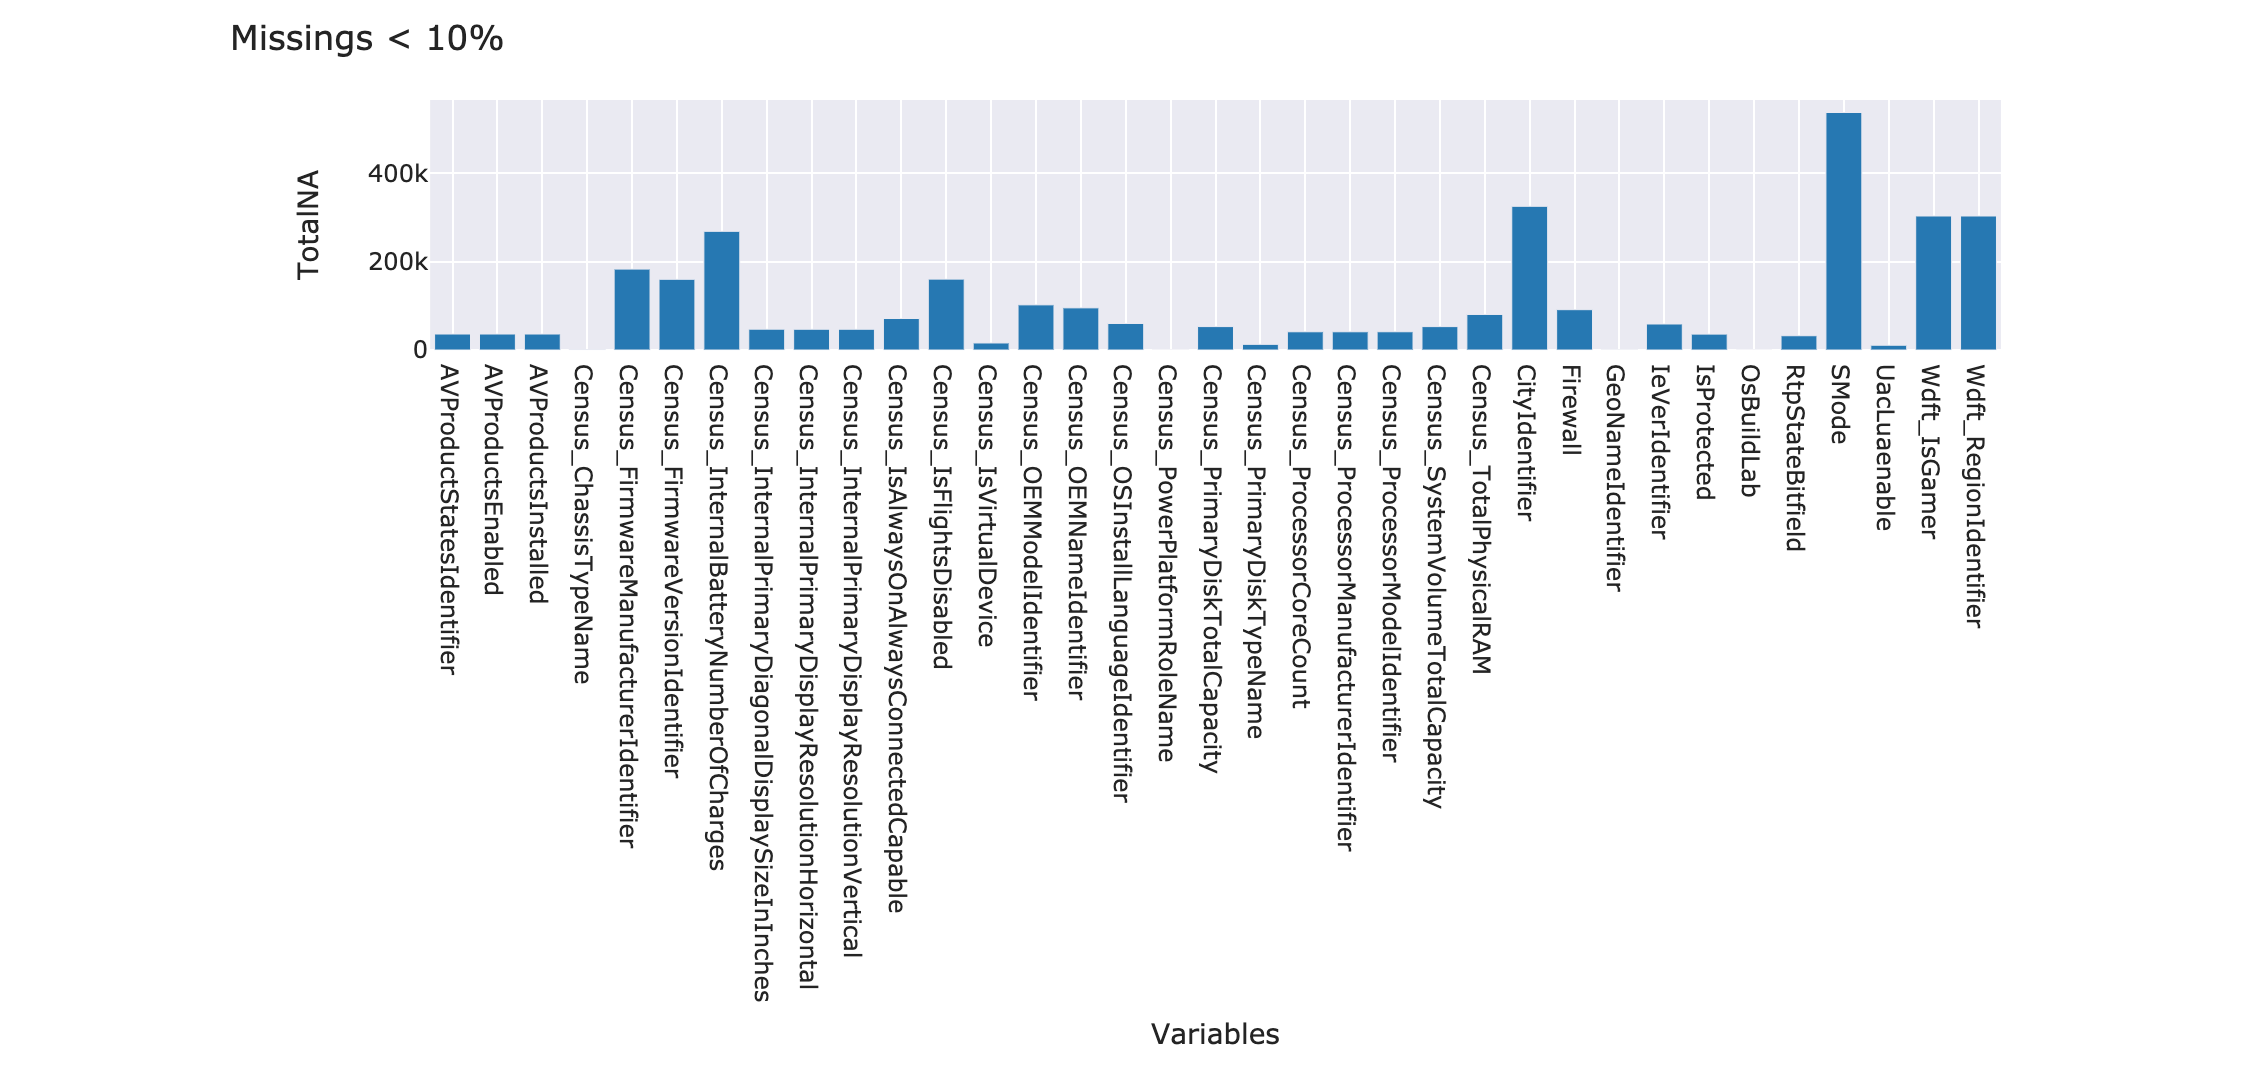 Missings < 10%
TotalNA
400k
200k
0
AVProductStatesIdentifier
AVProductsEnabled
AVProductsInstalled
Census_ChassisTypeName
Census_FirmwareManufacturerIdentifier
Census_FirmwareVersionIdentifier
Census_InternalBatteryNumberOfCharges
Census_InternalPrimaryDiagonalDisplaySizeInInches
Census_InternalPrimaryDisplayResolutionHorizontal
Census_InternalPrimaryDisplayResolutionVertical
Census_IsAlwaysOnAlwaysConnectedCapable
Census_IsFlightsDisabled
Census_IsVirtualDevice
Census_OEMModelIdentifier
Census_OEMNameIdentifier
Census_OSInstallLanguageIdentifier
Census_PowerPlatformRoleName
Census_PrimaryDiskTotalCapacity
Census_PrimaryDiskTypeName
Census_ProcessorCoreCount
Census_ProcessorManufacturerIdentifier
Census_ProcessorModelIdentifier
Census_SystemVolumeTotalCapacity
Census_TotalPhysicalRAM
CityIdentifier
Firewall
GeoNameIdentifier
IeVerIdentifier
IsProtected
OsBuildLab
RtpStateBitfield
SMode
UacLuaenable
Wdft_IsGamer
Wdft_RegionIdentifier
Variables